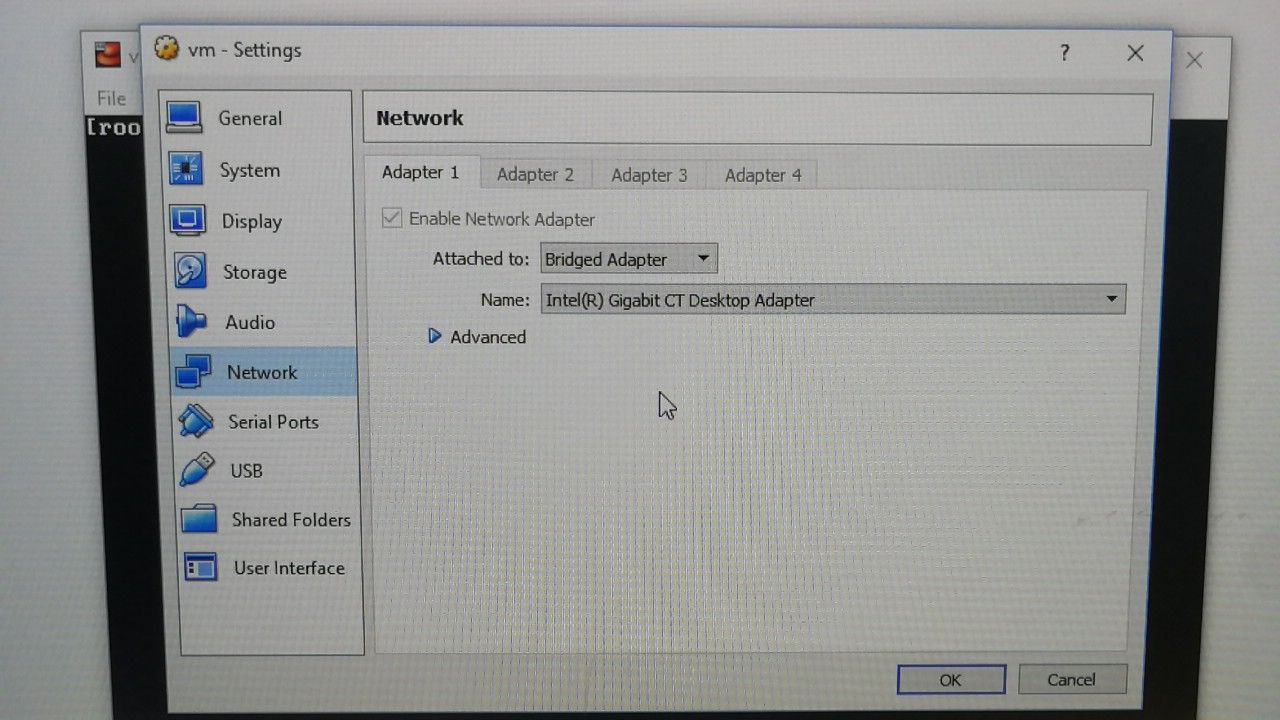 vm - Settings
?
File
[roo
General
System
Display
Storage
Audio
Network
Serial Ports
USB
Shared Folders
User Interface
Network
Adapter 1
Adapter 2
Adapter 3
Adapter 4
Enable Network Adapter
Attached to: Bridged Adapter
Name: Intel(R) Gigabit CT Desktop Adapter
Advanced
OK
Cancel